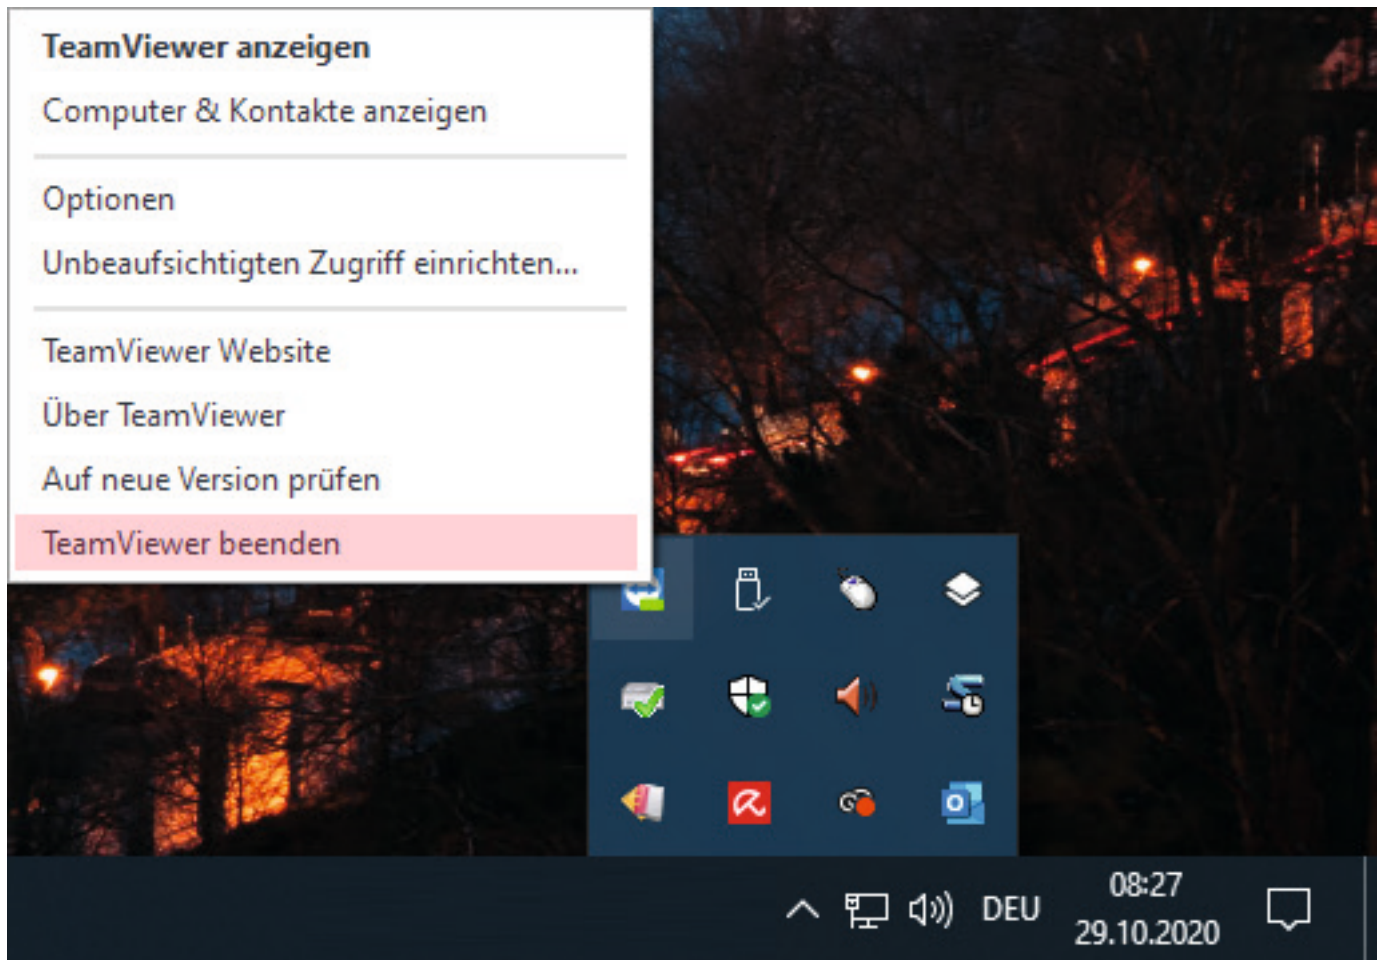 TeamViewer anzeigen
Computer & Kontakte anzeigen
Optionen
Unbeaufsichtigten Zugriff einrichten...
TeamViewer Website
Über TeamViewer
Auf neue Version prüfen
TeamViewer beenden
DEU
08:27
29.10.2020